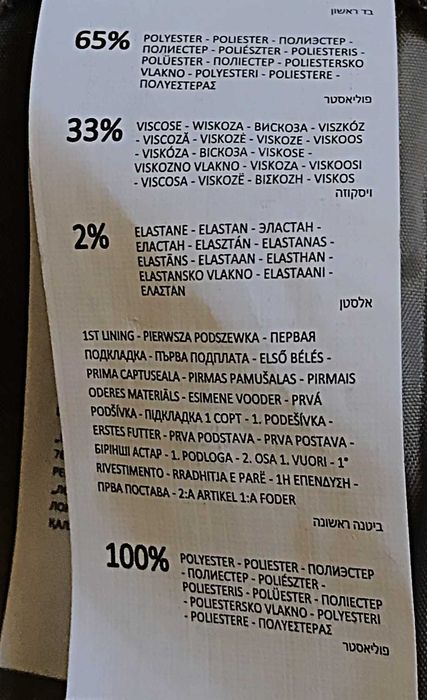 בד ראשון
65% POLYESTER - POLIESTER - ПОЛИЭСТЕР -
ПОЛИЕСТЕР - POLIÉSZTER - POLIESTERIS -
POLÜESTER - ПОЛІЕСТЕР - POLIESTERSKO
VLAKNO - POLYESTERI - POLIESTERE -
ΠΟΛΥΕΣΤΕΡΑΣ
פוליאסטר
33% VISCOSE - WISKOZA - ВИСКОЗА - VISZKÓZ
- VISCOZĂ - VISKOZĖ - VISKOZE - VISKOOS
- VISKÓZA - ВІСКОЗА - VISKOSE -
VISKOZNO VLAKNO - VISKOZA - VISKOOSI
- VISCOSA - VISKOZË - ΒΙΣΚΟΖΗ - VISKOS
ויסקוזה
2% ELASTANE - ELASTAN - ЭЛАСТАН -
ЕЛАСТАН - ELASZTÁN - ELASTANAS -
ELASTĀNS - ELASTAAN - ELASTHAN -
ELASTANSKO VLAKNO - ELASTAANI -
ΕΛΑΣΤΑΝ
אלסטן
1ST LINING - PIERWSZA PODSZEWKA - ПЕРВАЯ
ПОДКЛАДКА - ПЪРВА ПОДПЛАТА - ELSŐ BÉLÉS -
PRIMA CAPTUSEALA - PIRMAS PAMUŠALAS - PIRMAIS
ODERES MATERIĀLS - ESIMENE VOODER - PRVÁ
PODŠÍVKA - ПІДКЛАДКА 1 СОРТ - 1. PODEŠÍVKA -
ERSTES FUTTER - PRVA PODSTAVA - PRVA POSTAVA -
БІРІНШІ АСТАР - 1. PODLOGA - 2. OSA 1. VUORI - 1°
RIVESTIMENTO - RRADHITJA E PARË - 1Η ΕΠΕΝΔΥΣΗ -
ПРВА ПОСТАВА - 2:A ARTIKEL 1:A FODER
ביטנה ראשונה
100% POLYESTER - POLIESTER - ПОЛИЭСТЕР
- ПОЛИЕСТЕР - POLIÉSZTER -
POLIESTERIS - POLÜESTER - ПОЛІЕСТЕР
- POLIESTERSKO VLAKNO - POLYESTERI
- POLIESTERE - ΠΟΛΥΕΣΤΕΡΑΣ
פוליאסטר